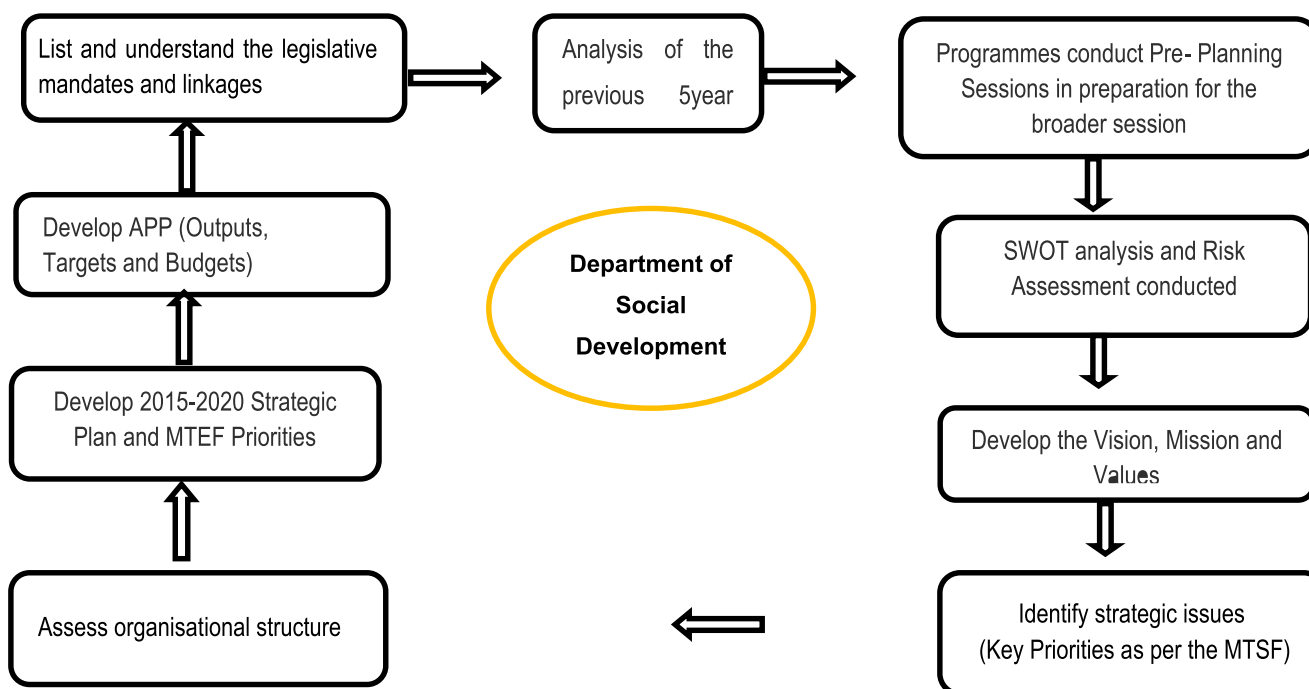 List and understand the legislative
mandates and linkages
Analysis of the
previous 5year
Programmes conduct Pre- Planning
Sessions in preparation for the
broader session
SWOT analysis and Risk
Assessment conducted
Develop the Vision, Mission and
Values
Identify strategic issues
(Key Priorities as per the MTSF)
Assess organisational structure
Develop 2015-2020 Strategic
Plan and MTEF Priorities
Develop APP (Outputs,
Targets and Budgets)
Department of
Social
Development